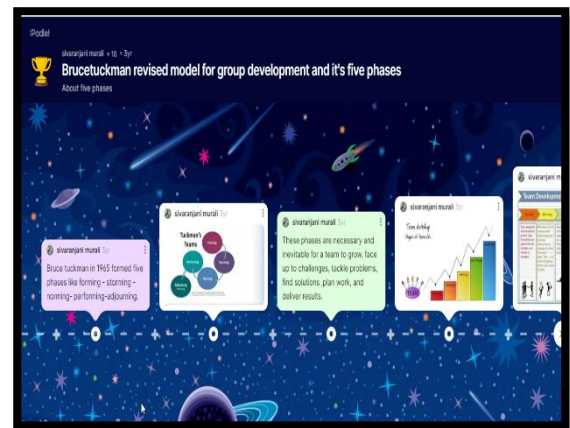 :Padlet
sivaranjani murali + 10 • 3yr
Brucetuckman revised model for group development and it's five phases
About five phases
sivaranjani murali 3yr
Bruce tuckman in 1965 formed five
phases like forming - storming -
norming- performing-adjourning.
sivaranjani murali 3yr
Tuckman's
Teams
sivaranjani murali 3yr
These phases are necessary and
inevitable for a team to grow, face
up to challenges, tackle problems,
find solutions ,plan work, and
deliver results.
sivaranjani murali 3yr
Team building
TEAM
sivaranjani murali
Team Developmen